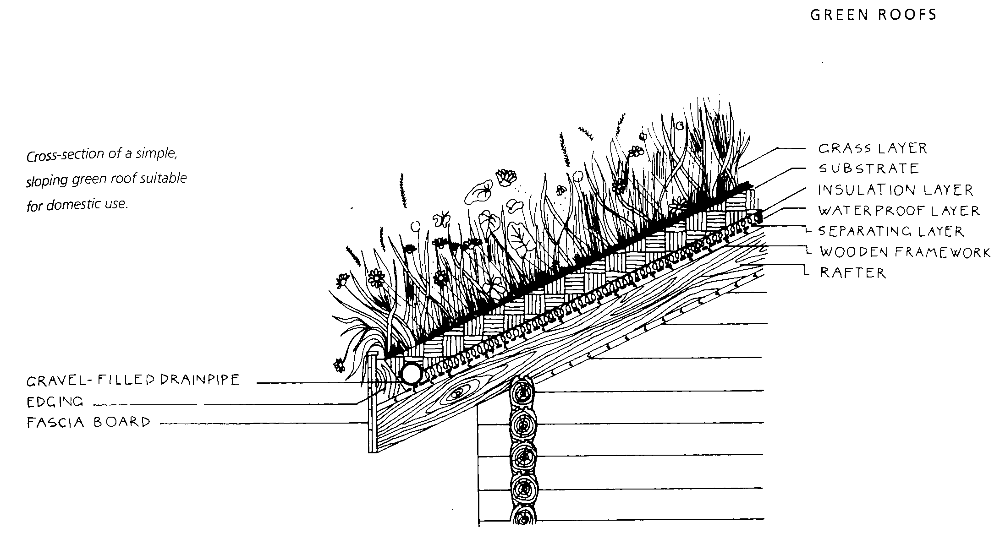 GREEN ROOFS
Cross-section of a simple,
sloping green roof suitable
for domestic use.
GRASS LAYER
SUBSTRATE
INSULATION LAYER
WATERPROOF LAYER
SEPARATING LAYER
WOODEN FRAMEWORK
RAFTER
GRAVEL-FILLED DRAINPIPE
EDGING
FASCIA BOARD